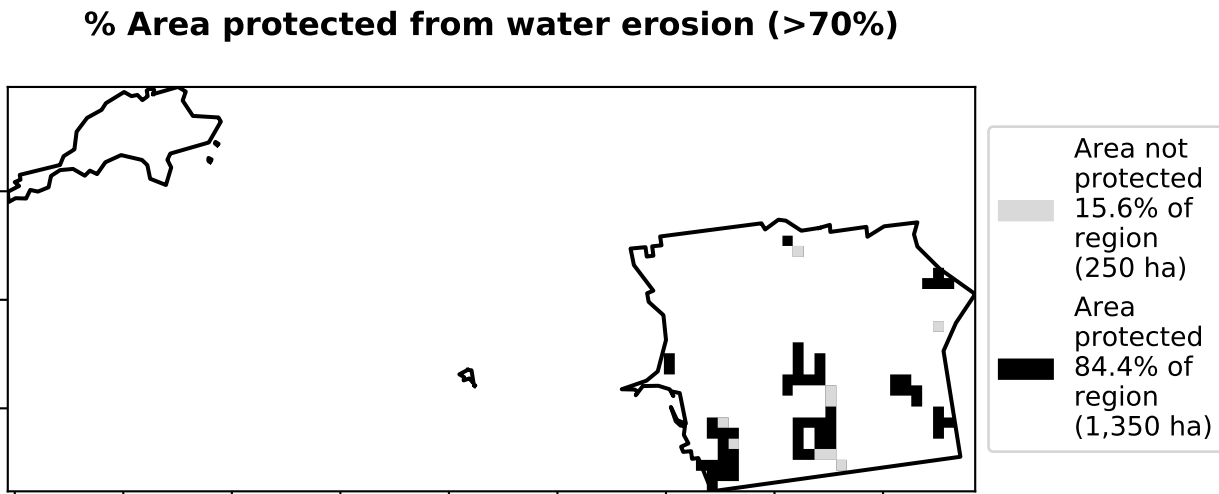 % Area protected from water erosion (>70%)
Area not
protected
15.6% of
region
(250 ha)
Area
protected
84.4% of
region
(1,350 ha)